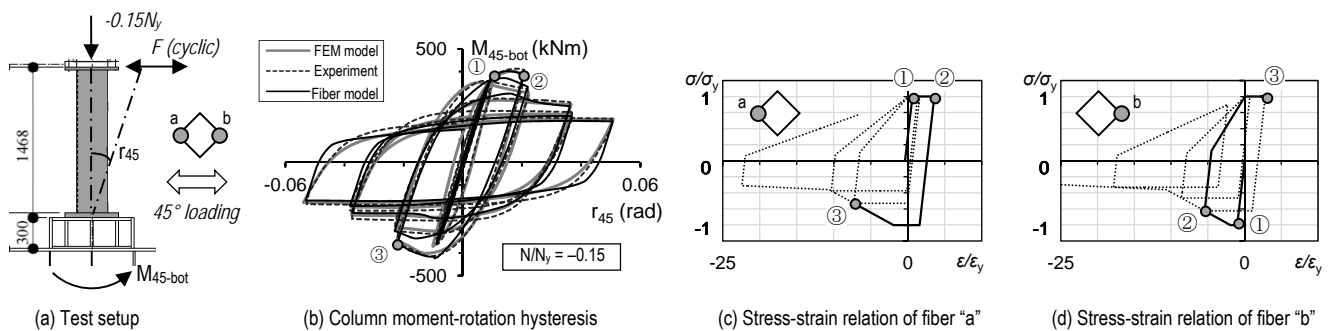 -0.15Ny
F (cyclic)
1468
300
a
b
r45
45° loading
M45-bot
(a) Test setup
500
M45-bot (kNm)
FEM model
Experiment
Fiber model
①
②
-0.06
0.06
r45 (rad)
③
N/Ny = –0.15
-500
(b) Column moment-rotation hysteresis
σ/σy
①
②
1
a
0
③
-1
-25
0
ε/εy
(c) Stress-strain relation of fiber “a”
σ/σy
③
1
b
0
②
①
-1
-25
0
ε/εy
(d) Stress-strain relation of fiber “b”